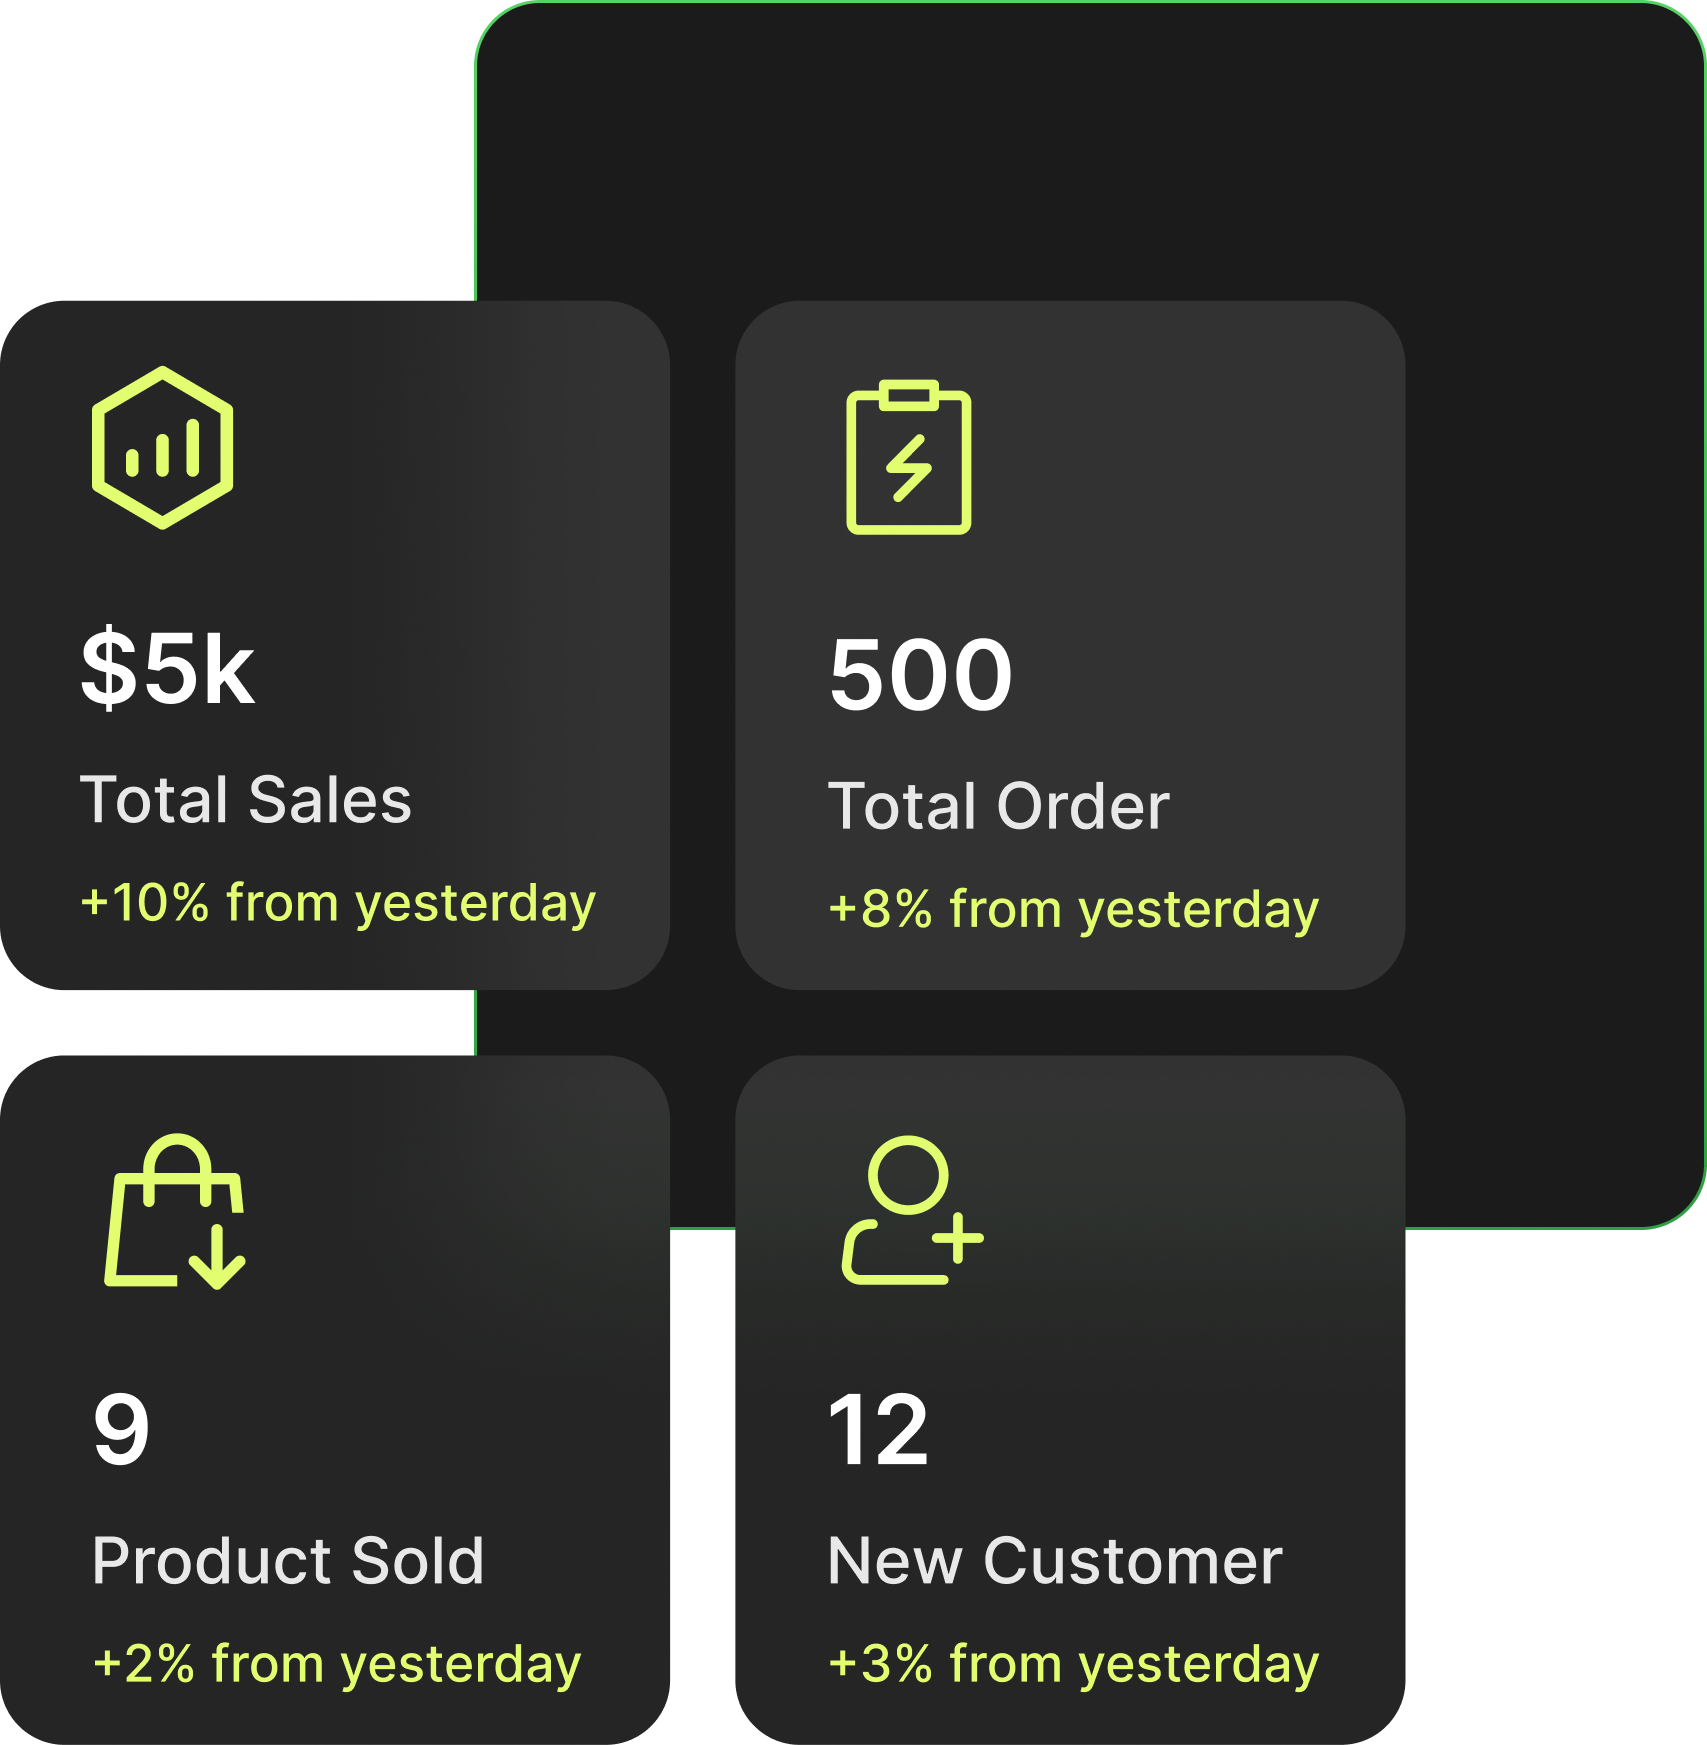 $5k
Total Sales
+10% from yesterday
500
Total Order
+8% from yesterday
9
Product Sold
+2% from yesterday
12
New Customer
+3% from yesterday